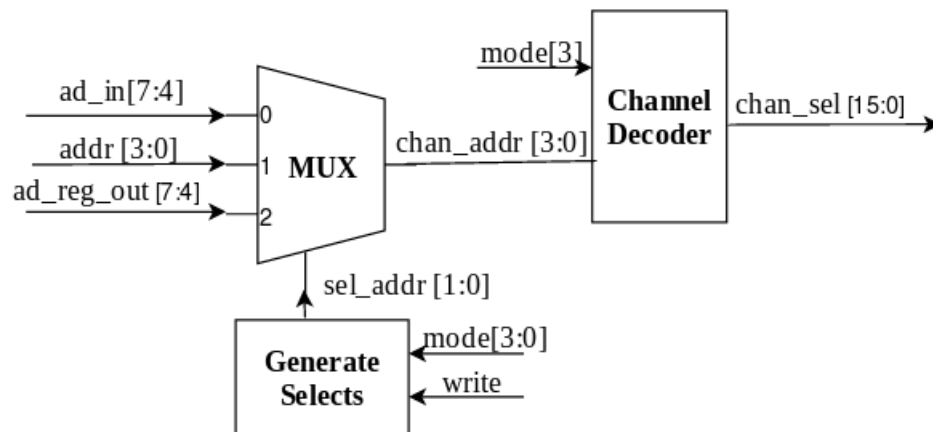 mode[3]
ad_in[7:4]
0
Channel
Decoder
chan_sel [15:0]
addr [3:0]
1
MUX
chan_addr [3:0]
ad_reg_out [7:4]
2
sel_addr [1:0]
Generate
Selects
mode[3:0]
write